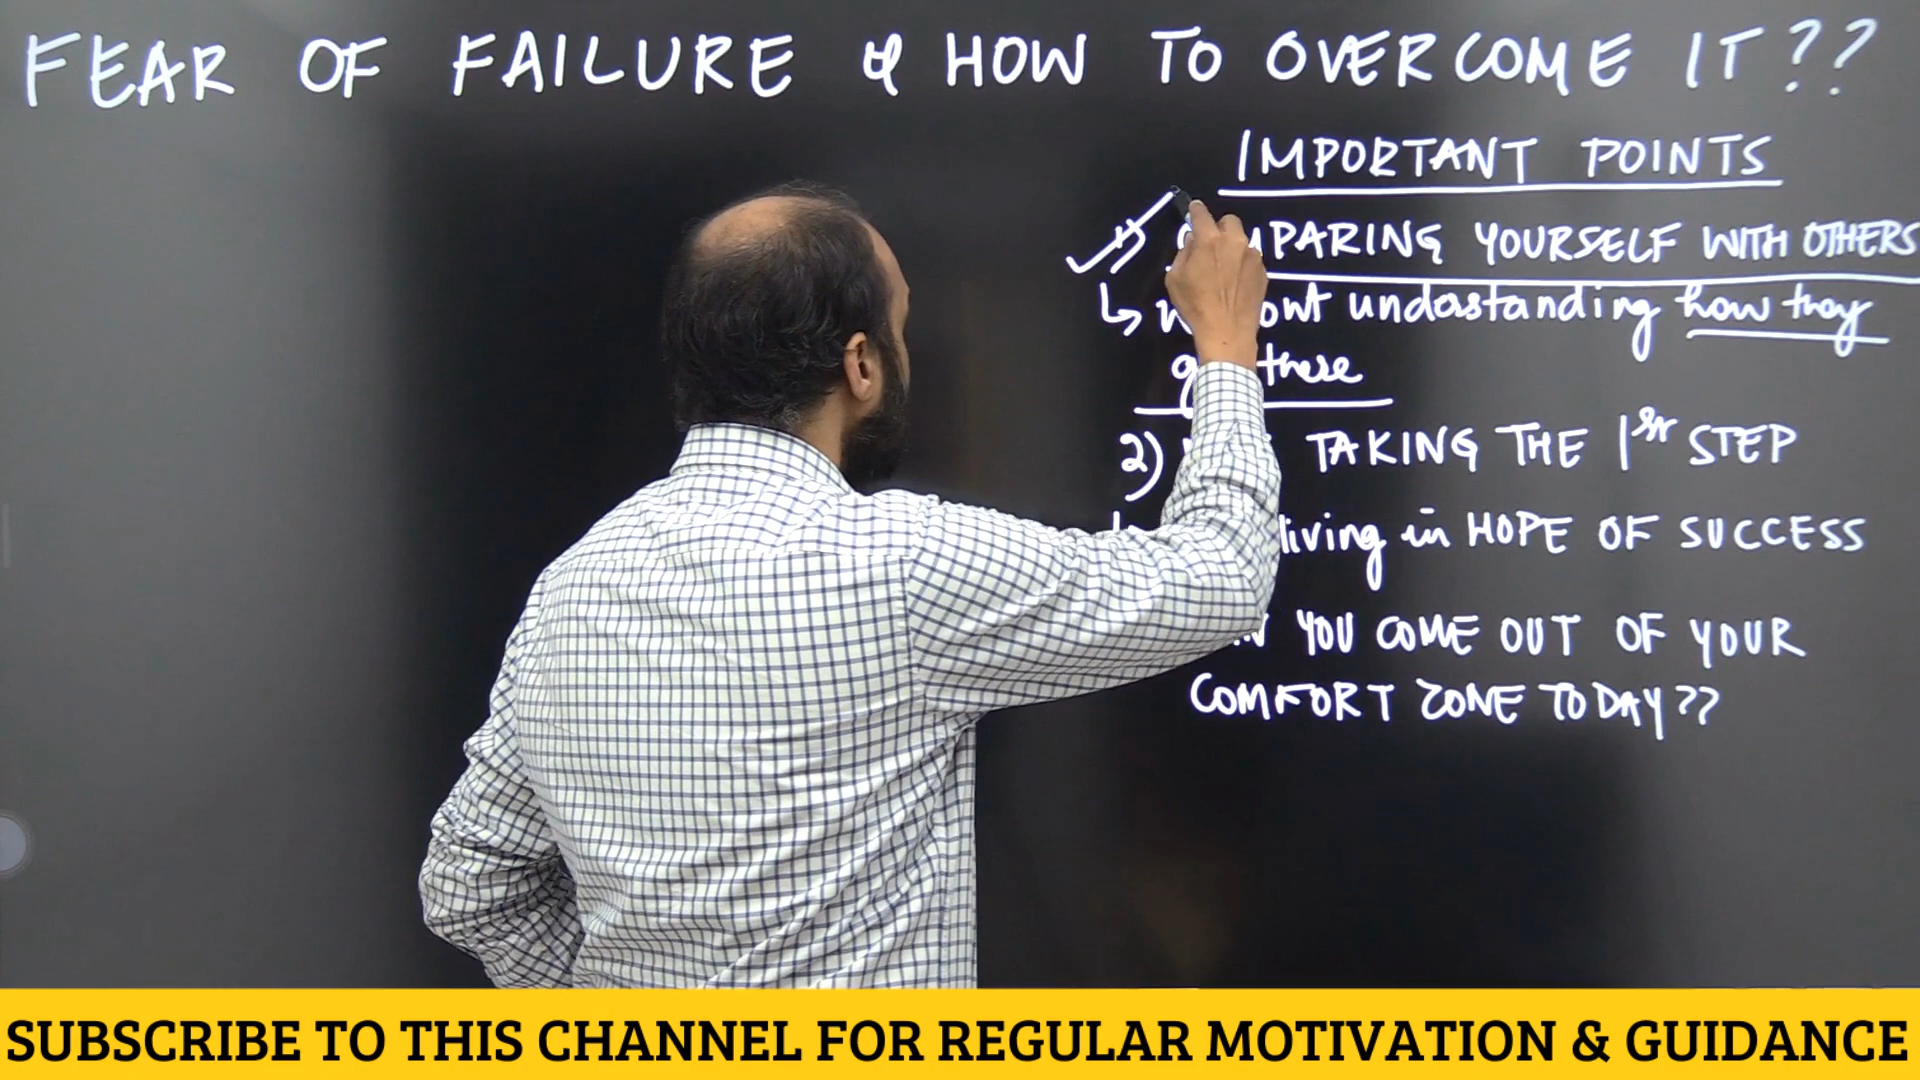 FEAR OF FAILURE & HOW TO OVERCOME IT??
IMPORTANT POINTS
1) COMPARING YOURSELF WITH OTHERS
↳ understanding how they
there
2) TAKING THE 1st STEP
living in HOPE OF SUCCESS
YOU COME OUT OF YOUR
COMFORT ZONE TODAY??
SUBSCRIBE TO THIS CHANNEL FOR REGULAR MOTIVATION & GUIDANCE